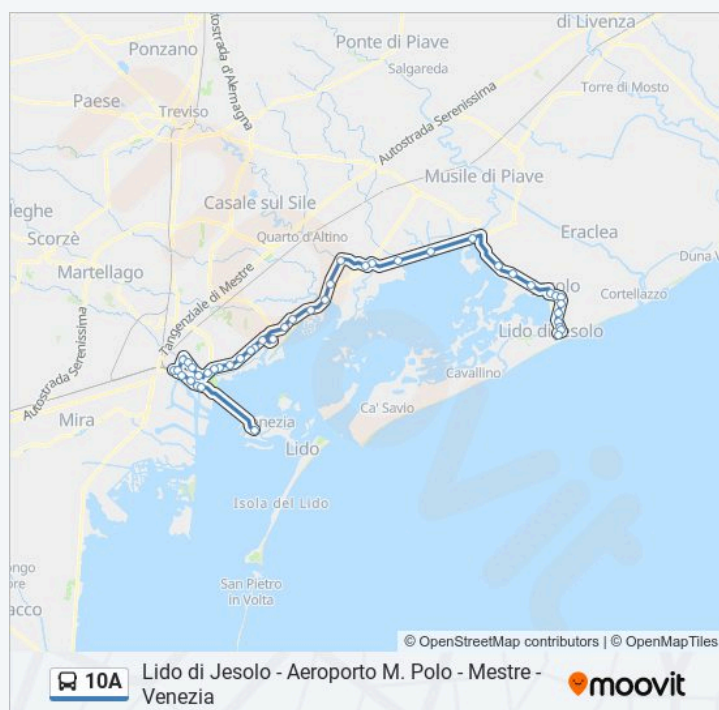 di Livenza
Ponzano
Autostrada d'Alemagna
Ponte di Piave
Salgareda
Torre di Mosto
Paese
Treviso
Autostrada Serenissima
Musile di Piave
Casale sul Sile
Eraclea
Quarto d'Altino
Scorzè
Martellago
Duna V
Cortellazzo
Tangenziale di Mestre
Lido di Jesolo
Autostrada Serenissima
Cavallino
Mira
Ca' Savio
Lido
Isola del Lido
San Pietro
in Volta
© OpenStreetMap contributors | © OpenMapTiles
10A
Lido di Jesolo - Aeroporto M. Polo - Mestre -
Venezia
moovit